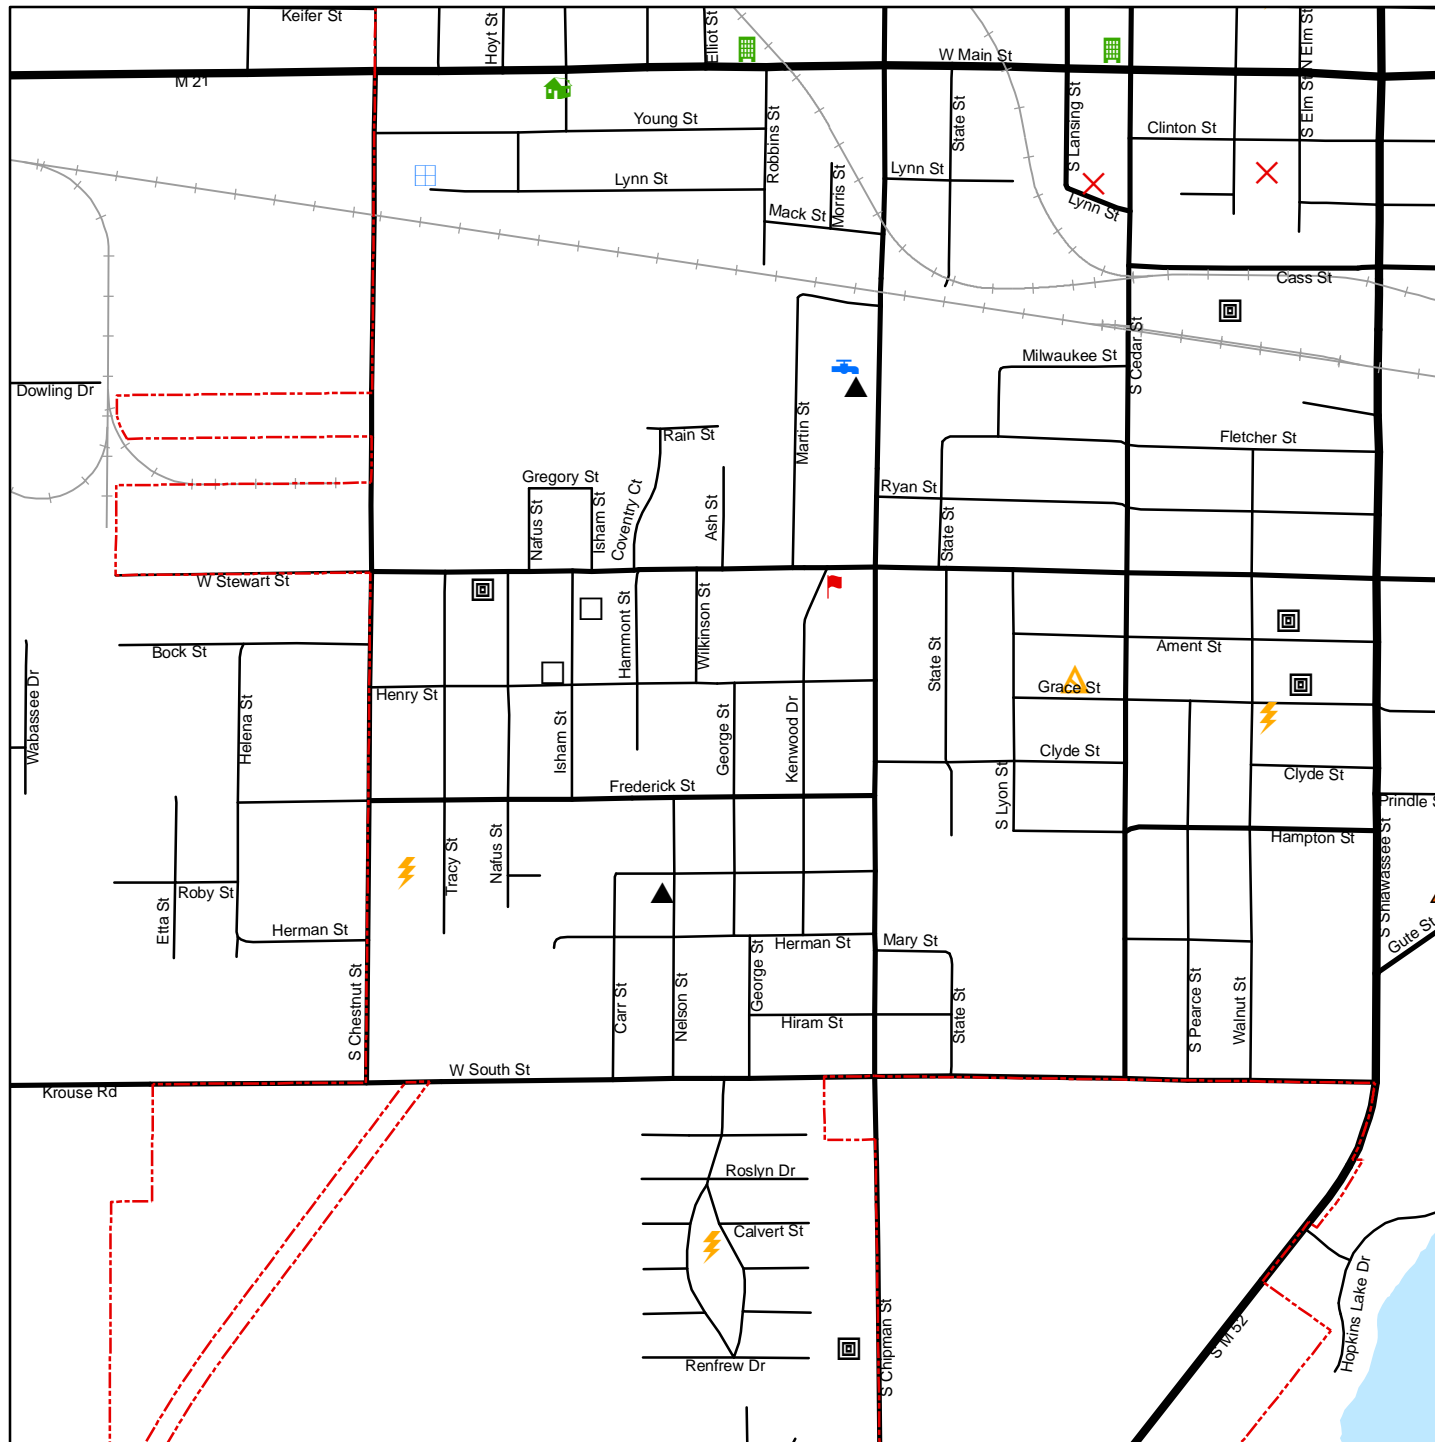 Keifer St
Hoyt St
Elliot St
N Elm St
W Main St
M 21
S Lansing St
State St
S Elm St
Young St
Robbins St
Clinton St
Lynn St
Morris St
Lynn St
Mack St
Lynn St
Cass St
S Cedar St
Milwaukee St
Dowling Dr
Martin St
Rain St
Fletcher St
Gregory St
Ryan St
Nafus St
Isham St
Coventry Ct
Ash St
State St
W Stewart St
Hammont St
Wilkinson St
State St
Ament St
Bock St
Wabassee Dr
Henry St
Grace St
Helena St
Isham St
George St
Kenwood Dr
Clyde St
Clyde St
Frederick St
S Lyon St
Prindle S
Tracy St
Nafus St
Hampton St
S Shiawassee St
Roby St
Etta St
Herman St
Herman St
Mary St
Gute St
S Chestnut St
Carr St
Nelson St
George St
Hiram St
State St
S Pearce St
Walnut St
W South St
Krouse Rd
Roslyn Dr
Calvert St
Renfrew Dr
S Chipman St
S M 52
Hopkins Lake Dr